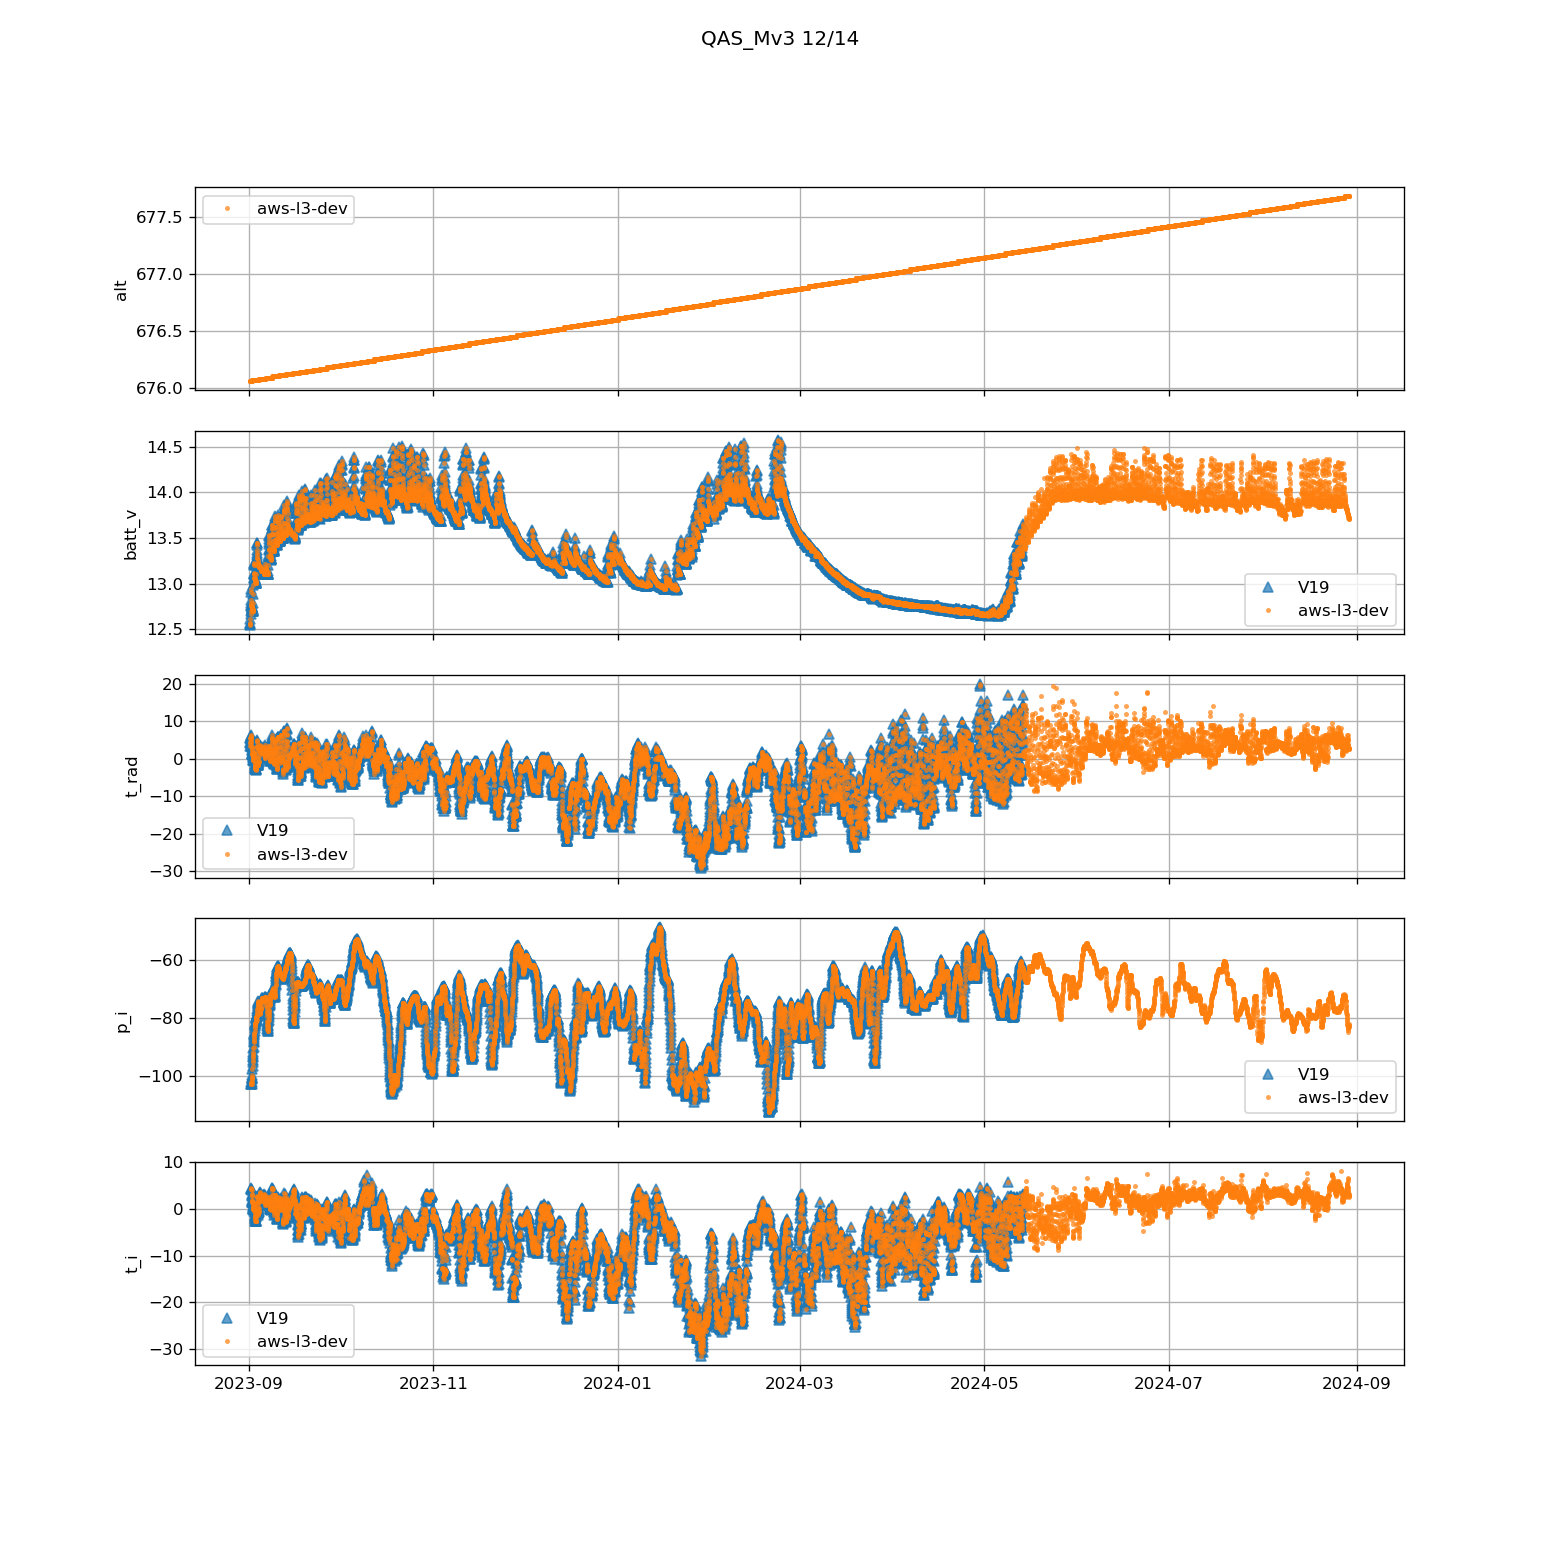 QAS_Mv3 12/14
aws-l3-dev
677.5
677.0
676.5
676.0
alt
14.5
14.0
13.5
13.0
12.5
batt_v
V19
aws-l3-dev
20
10
0
−10
−20
−30
t_rad
V19
aws-l3-dev
−60
−80
−100
p_i
V19
aws-l3-dev
10
0
−10
−20
−30
t_i
V19
aws-l3-dev
2023-09
2023-11
2024-01
2024-03
2024-05
2024-07
2024-09